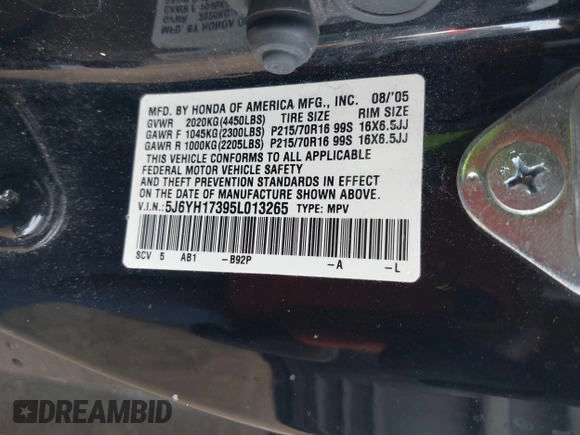 MFD. BY HONDA OF AMERICA MFG., INC. 08/'05
GVWR 2020KG(4450LBS) TIRE SIZE RIM SIZE
GAWR F 1045KG(2300LBS) P215/70R16 99S 16X6.5JJ
GAWR R 1000KG(2205LBS) P215/70R16 99S 16X6.5JJ
THIS VEHICLE CONFORMS TO ALL APPLICABLE
FEDERAL MOTOR VEHICLE SAFETY
AND THEFT PREVENTION STANDARDS IN EFFECT
ON THE DATE OF MANUFACTURE SHOWN ABOVE.
V.I.N.:5J6YH17395L013265 TYPE: MPV
SCV 5 AB1 -B92P -A -L
DREAMBID